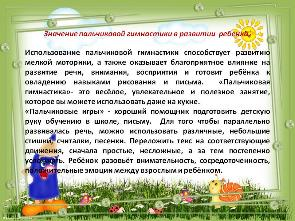 Значение пальчиковой гимнастики в развитии ребенка.
Использование пальчиковой гимнастики способствует развитию
мелкой моторики, а также оказывает благоприятное влияние на
развитие речи, внимания, восприятия и готовит ребёнка к
овладению навыками рисования и письма. «Пальчиковая
гимнастика»- это весёлое, увлекательное и полезное занятие,
которое вы можете использовать даже на кухне.
«Пальчиковые игры» - хороший помощник подготовить детскую
руку обучению в школе, письму. Для того чтобы параллельно
развивалась речь, можно использовать различные, небольшие
стишки, считалки, песенки. Переложить текс на соответствующие
движения, сначала простые, несложные, а за тем постепенно
Ребёнок разовьёт внимательность, сосредоточенность,
положительные эмоции между взрослым и ребёнком.